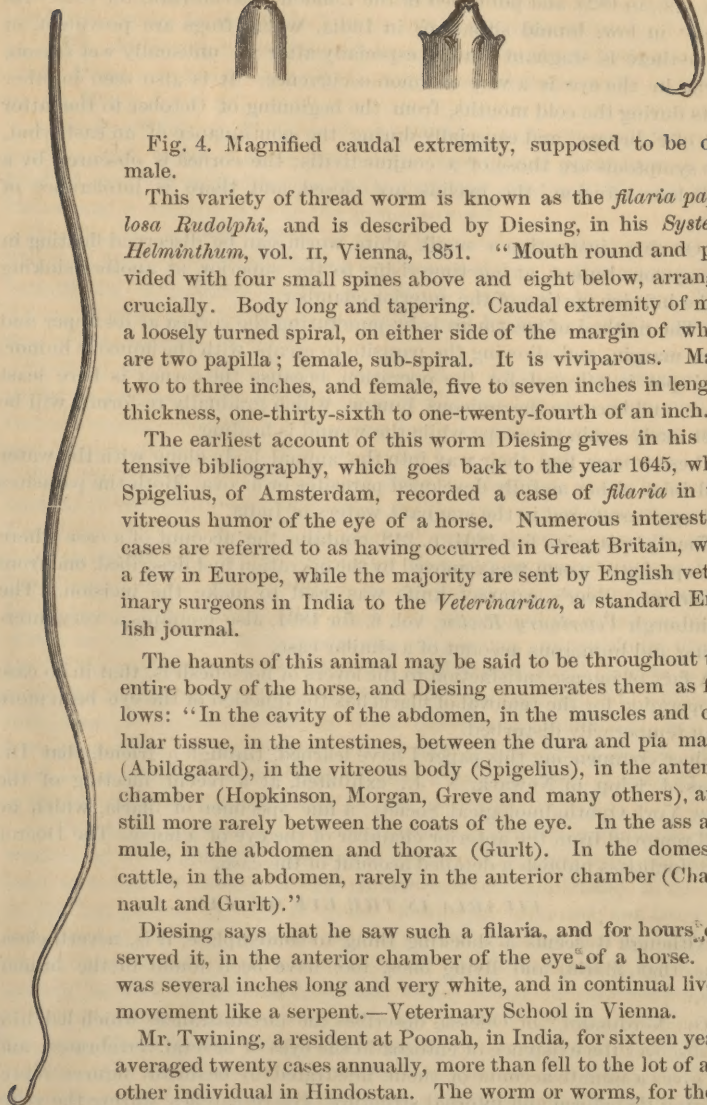 Fig. 4. Magnified caudal extremity, supposed to be
male.
This variety of thread worm is known as the filaria pa
losa Rudolphi, and is described by Diesing, in his Syste
Helminthum, vol. II, Vienna, 1851. “Mouth round and p
vided with four small spines above and eight below, arran
crucially. Body long and tapering. Caudal extremity of m
a loosely turned spiral, on either side of the margin of wh
are two papilla; female, sub-spiral. It is viviparous. Ma
two to three inches, and female, five to seven inches in leng
thickness, one-thirty-sixth to one-twenty-fourth of an inch.
The earliest account of this worm Diesing gives in his
tensive bibliography, which goes back to the year 1645, wh
Spigelius, of Amsterdam, recorded a case of filaria in
vitreous humor of the eye of a horse. Numerous interest
cases are referred to as having occurred in Great Britain, w
a few in Europe, while the majority are sent by English vet
inary surgeons in India to the Veterinarian, a standard En
lish journal.
The haunts of this animal may be said to be throughout t
entire body of the horse, and Diesing enumerates them as f
lows: “In the cavity of the abdomen, in the muscles and c
lular tissue, in the intestines, between the dura and pia ma
(Abildgaard), in the vitreous body (Spigelius), in the anter
chamber (Hopkinson, Morgan, Greve and many others), a
still more rarely between the coats of the eye. In the ass a
mule, in the abdomen and thorax (Gurlt). In the domes
cattle, in the abdomen, rarely in the anterior chamber (Cha
nault and Gurlt).”
Diesing says that he saw such a filaria, and for hours
served it, in the anterior chamber of the eye of a horse.
was several inches long and very white, and in continual liv
movement like a serpent.—Veterinary School in Vienna.
Mr. Twining, a resident at Poonah, in India, for sixteen ye
averaged twenty cases annually, more than fell to the lot of a
other individual in Hindostan. The worm or worms, for the